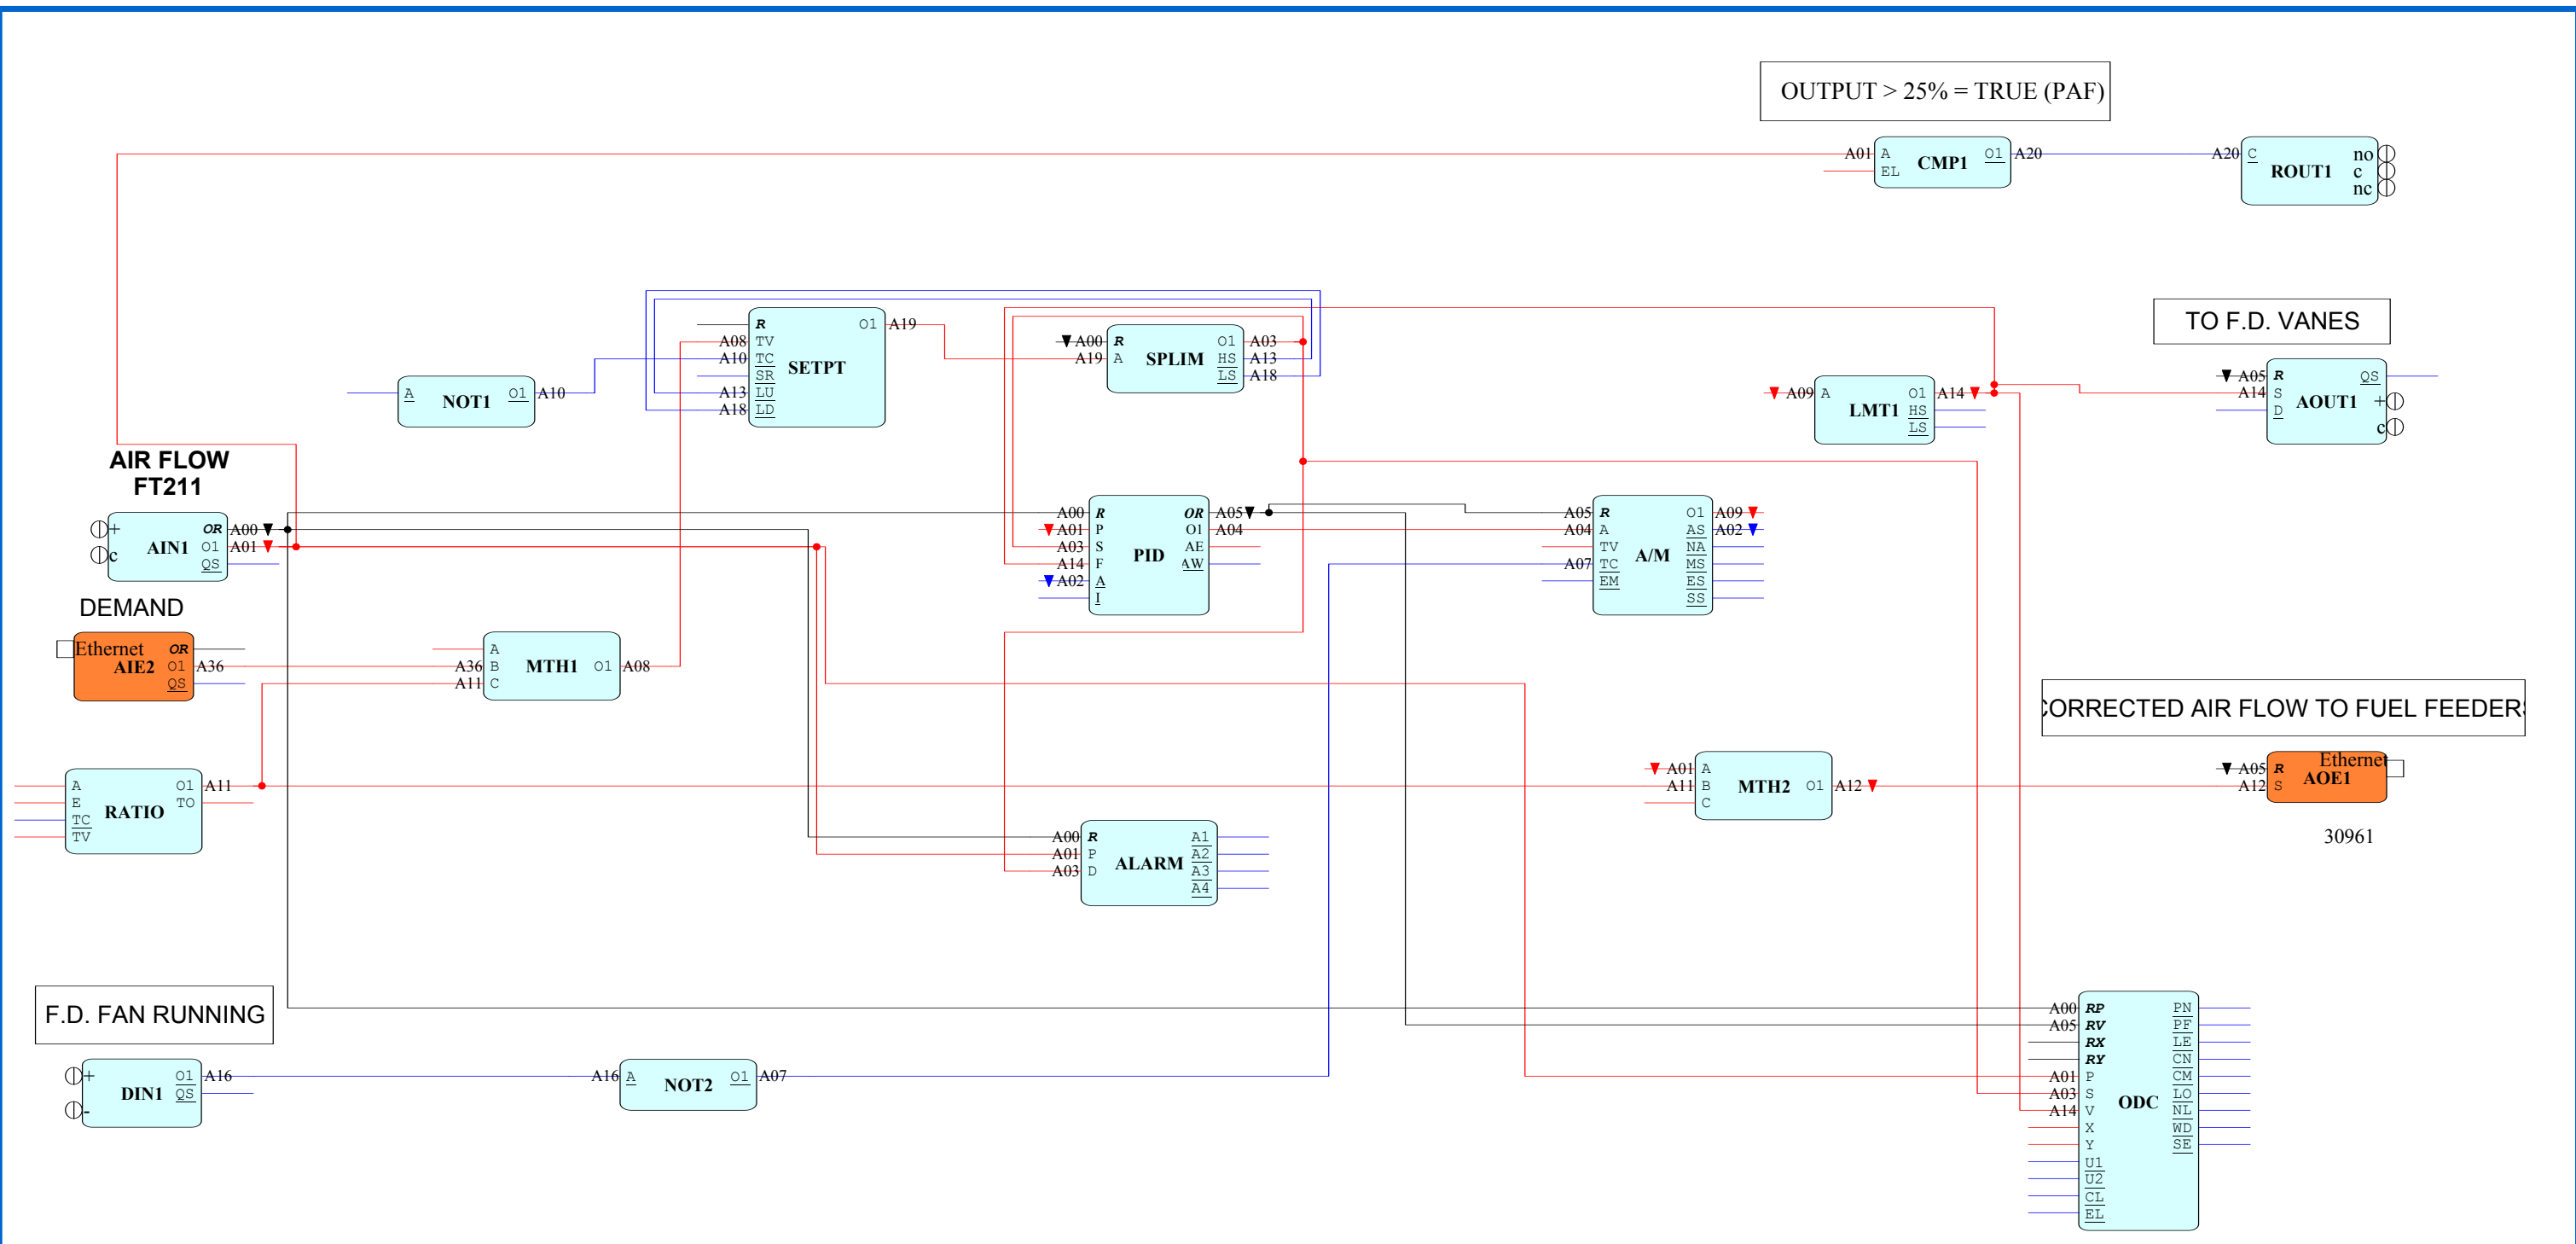 OUTPUT > 25% = TRUE (PAF)
A01 A CMP1 O1 A20
EL
A20 C ROUT1 no
c
nc
TO F.D. VANES
R SETPT O1 A19
A08 TV
A10 TC
SR
A13 LU
A18 LD
A00 R SPLIM O1 A03
A19 A HS A13
LS A18
A NOT1 O1 A10
A09 A LMT1 O1 A14
HS
LS
A05 R AOUT1 QS
A14 S +
D c
AIR FLOW
FT211
+ AIN1 OR A00
c O1 A01
QS
A00 R PID OR A05
A01 P O1 A04
A03 S AE
A14 F AW
A02 A
I
A05 R A/M O1 A09
A04 A AS A02
TV NA
A07 TC MS
EM ES
SS
DEMAND
Ethernet AIE2 OR
O1 A36
QS
A MTH1 O1 A08
A36 B
A11 C
CORRECTED AIR FLOW TO FUEL FEEDERS
A RATIO O1 A11
E TO
TC
TV
A01 A MTH2 O1 A12
A11 B
C
A05 R AOE1 Ethernet
A12 S
30961
A00 R ALARM A1
A01 P A2
A03 D A3
A4
F.D. FAN RUNNING
+ DIN1 O1 A16
- QS
A16 A NOT2 O1 A07
A00 RP ODC PN
A05 RV PF
RX LE
RY CN
A01 P CM
A03 S LO
A14 V NL
X WD
Y SE
U1
U2
CL
EL